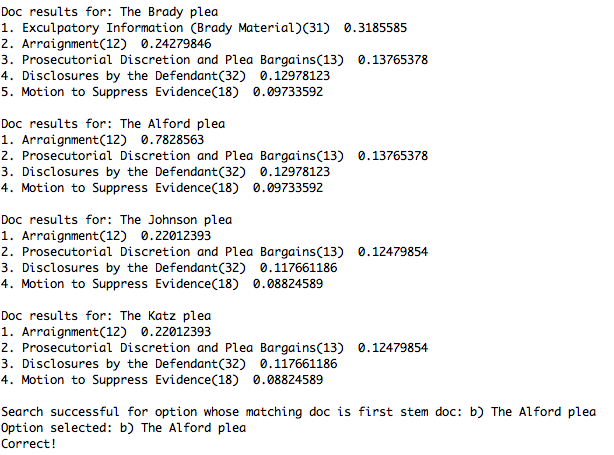 Doc results for: The Brady plea
1. Exculpatory Information (Brady Material)(31)  0.3185585
2. Arraignment(12)  0.24279846
3. Prosecutorial Discretion and Plea Bargains(13)  0.13765378
4. Disclosures by the Defendant(32)  0.12978123
5. Motion to Suppress Evidence(18)  0.09733592

Doc results for: The Alford plea
1. Arraignment(12)  0.7828563
2. Prosecutorial Discretion and Plea Bargains(13)  0.13765378
3. Disclosures by the Defendant(32)  0.12978123
4. Motion to Suppress Evidence(18)  0.09733592

Doc results for: The Johnson plea
1. Arraignment(12)  0.22012393
2. Prosecutorial Discretion and Plea Bargains(13)  0.12479854
3. Disclosures by the Defendant(32)  0.117661186
4. Motion to Suppress Evidence(18)  0.08824589

Doc results for: The Katz plea
1. Arraignment(12)  0.22012393
2. Prosecutorial Discretion and Plea Bargains(13)  0.12479854
3. Disclosures by the Defendant(32)  0.117661186
4. Motion to Suppress Evidence(18)  0.08824589

Search successful for option whose matching doc is first stem doc: b) The Alford plea
Option selected: b) The Alford plea
Correct!